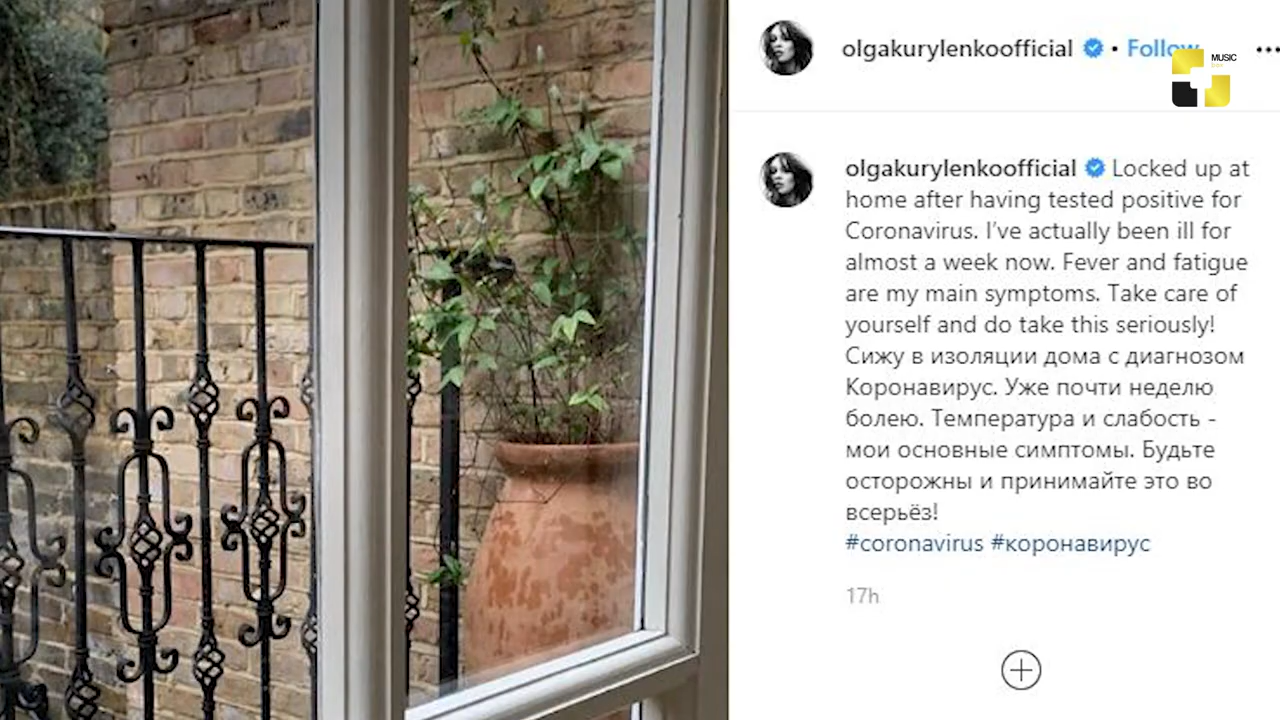 olgakurylenkoofficial • Follow
MUSIC
olgakurylenkoofficial Locked up at
home after having tested positive for
Coronavirus. I've actually been ill for
almost a week now. Fever and fatigue
are my main symptoms. Take care of
yourself and do take this seriously!
Сижу в изоляции дома с диагнозом
Коронавирус. Уже почти неделю
болею. Температура и слабость -
мои основные симптомы. Будьте
осторожны и принимайте это во
всерьёз!
#coronavirus #коронавирус
17h